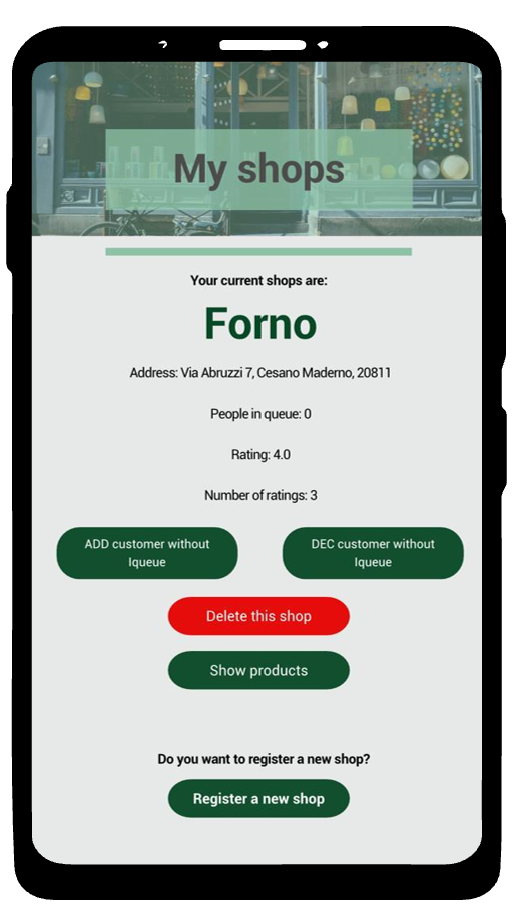 My shops
Your current shops are:
Forno
Address: Via Abruzzi 7, Cesano Maderno, 20811
People in queue: 0
Rating: 4.0
Number of ratings: 3
ADD customer without
lqueue
DEC customer without
lqueue
Delete this shop
Show products
Do you want to register a new shop?
Register a new shop